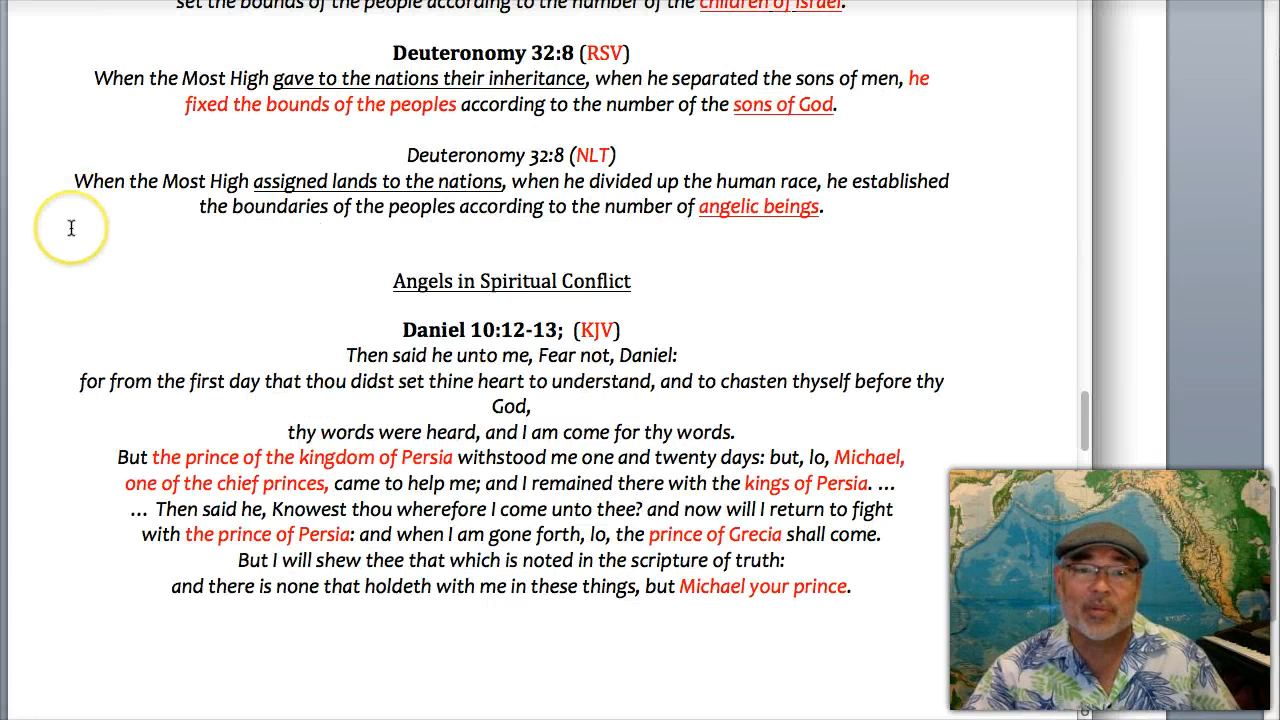 set the bounds of the people according to the number of the children of Israel.
Deuteronomy 32:8 (RSV)
When the Most High gave to the nations their inheritance, when he separated the sons of men, he
fixed the bounds of the peoples according to the number of the sons of God.
Deuteronomy 32:8 (NLT)
When the Most High assigned lands to the nations, when he divided up the human race, he established
the boundaries of the peoples according to the number of angelic beings.
Angels in Spiritual Conflict
Daniel 10:12-13; (KJV)
Then said he unto me, Fear not, Daniel:
for from the first day that thou didst set thine heart to understand, and to chasten thyself before thy
God,
thy words were heard, and I am come for thy words.
But the prince of the kingdom of Persia withstood me one and twenty days: but, lo, Michael,
one of the chief princes, came to help me; and I remained there with the kings of Persia. ...
... Then said he, Knowest thou wherefore I come unto thee? and now will I return to fight
with the prince of Persia: and when I am gone forth, lo, the prince of Grecia shall come.
But I will shew thee that which is noted in the scripture of truth:
and there is none that holdeth with me in these things, but Michael your prince.